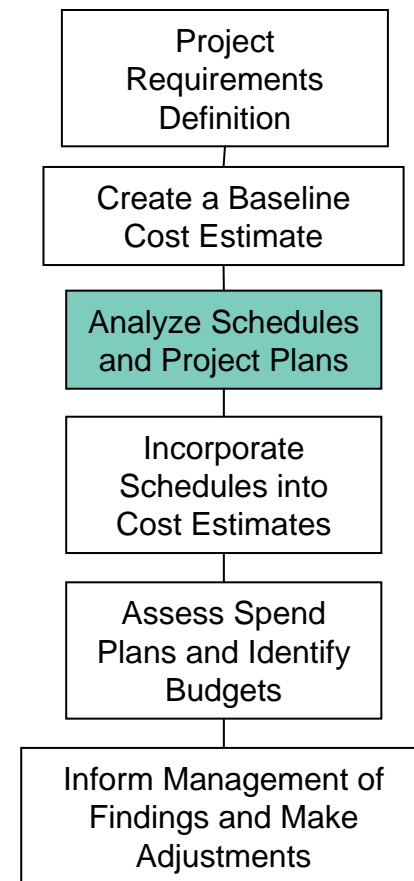 Project
Requirements
Definition
Create a Baseline
Cost Estimate
Analyze Schedules
and Project Plans
Incorporate
Schedules into
Cost Estimates
Assess Spend
Plans and Identify
Budgets
Inform Management of
Findings and Make
Adjustments